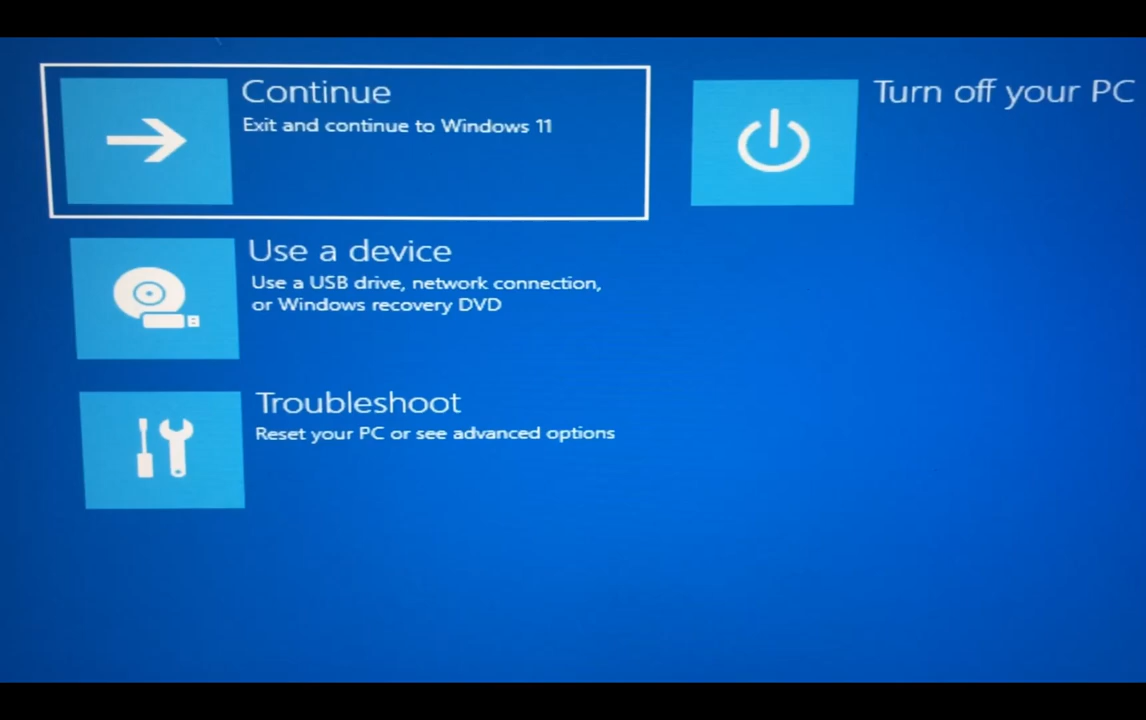 Continue
Exit and continue to Windows 11
Turn off your PC
Use a device
Use a USB drive, network connection,
or Windows recovery DVD
Troubleshoot
Reset your PC or see advanced options